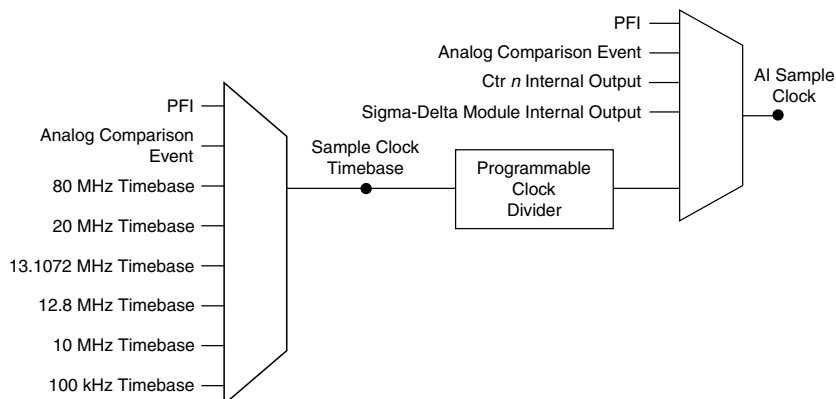 PFI
Analog Comparison Event
Ctr n Internal Output
Sigma-Delta Module Internal Output
AI Sample
Clock
PFI
Analog Comparison
Event
80 MHz Timebase
20 MHz Timebase
13.1072 MHz Timebase
12.8 MHz Timebase
10 MHz Timebase
100 kHz Timebase
Sample Clock
Timebase
Programmable
Clock
Divider